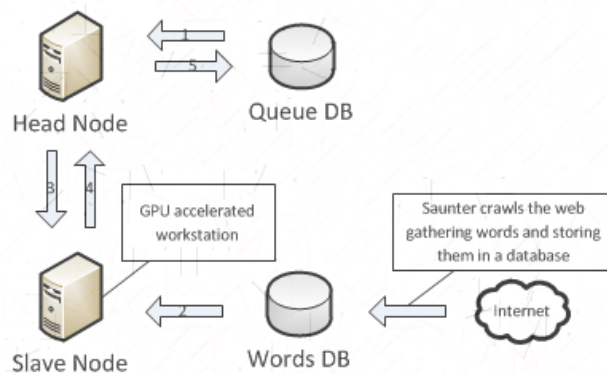 1
5
Head Node
Queue DB
3
4
GPU accelerated
workstation
Saunter crawls the web
gathering words and storing
them in a database
2
Internet
Slave Node
Words DB